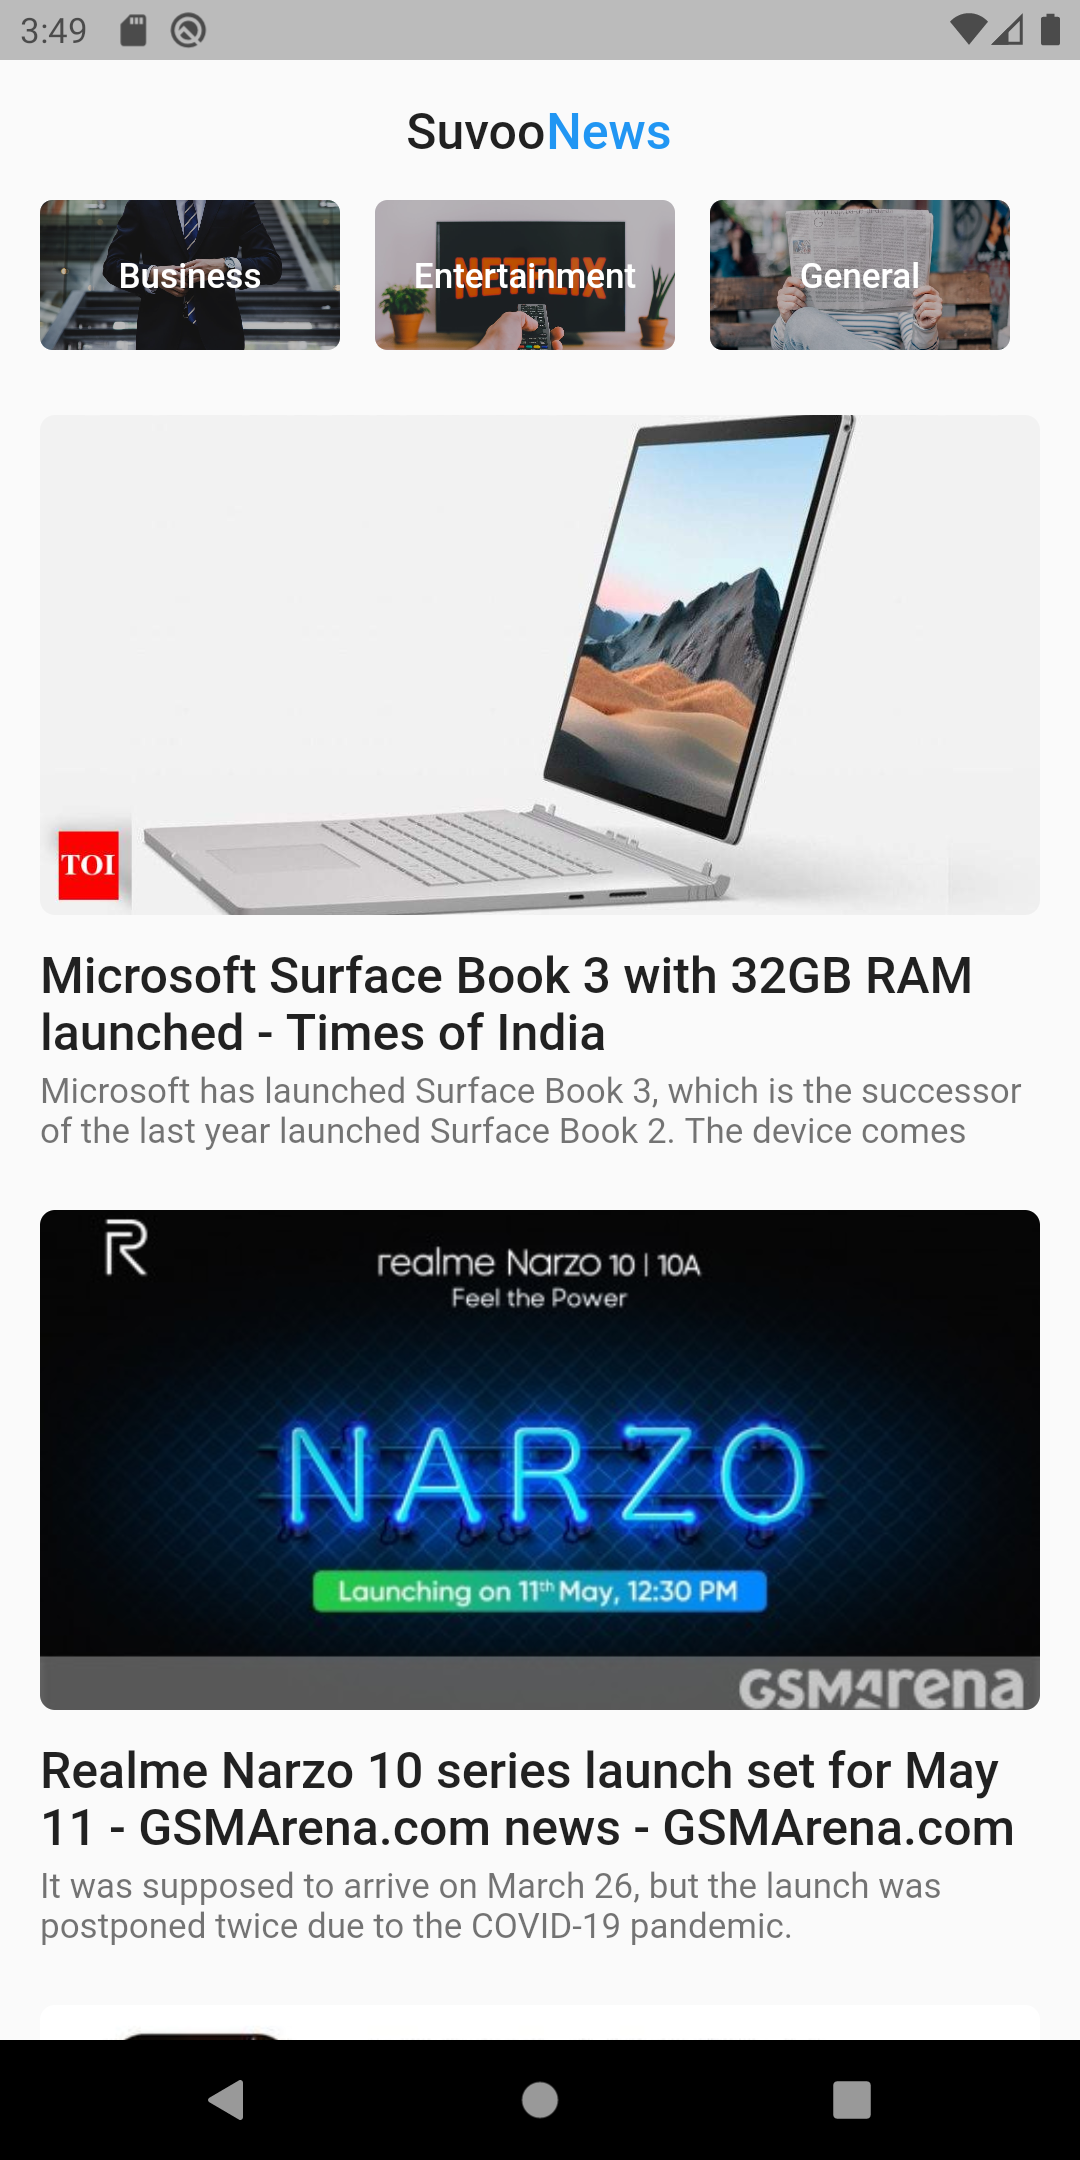 3:49
SuvooNews
Business
Entertainment
NETFLIX
General
TOI
Microsoft Surface Book 3 with 32GB RAM
launched - Times of India
Microsoft has launched Surface Book 3, which is the successor
of the last year launched Surface Book 2. The device comes
R
realme Narzo 10 | 10A
Feel the Power
NARZO
Launching on 11th May, 12:30 PM
GSMArena
Realme Narzo 10 series launch set for May
11 - GSMArena.com news - GSMArena.com
It was supposed to arrive on March 26, but the launch was
postponed twice due to the COVID-19 pandemic.